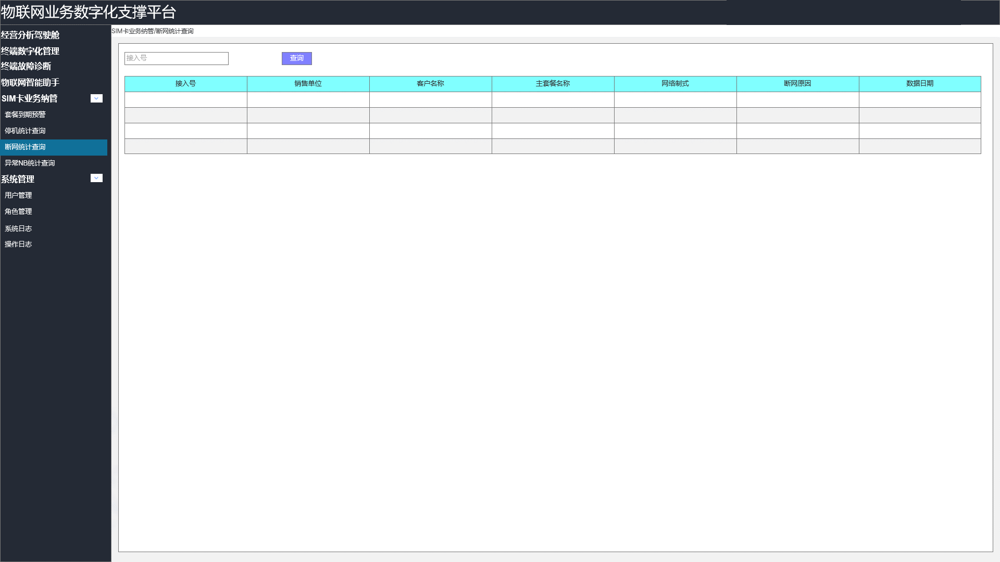 物联网业务数字化支撑平台
经营分析驾驶舱
终端数字化管理
终端故障诊断
物联网智能助手
SIM卡业务纳管
套餐到期预警
停机统计查询
断网统计查询
异常NB统计查询
系统管理
用户管理
角色管理
系统日志
操作日志
SIM卡业务纳管/断网统计查询
接入号 查询
接入号 销售单位 客户名称 主套餐名称 网络制式 断网原因 数据日期